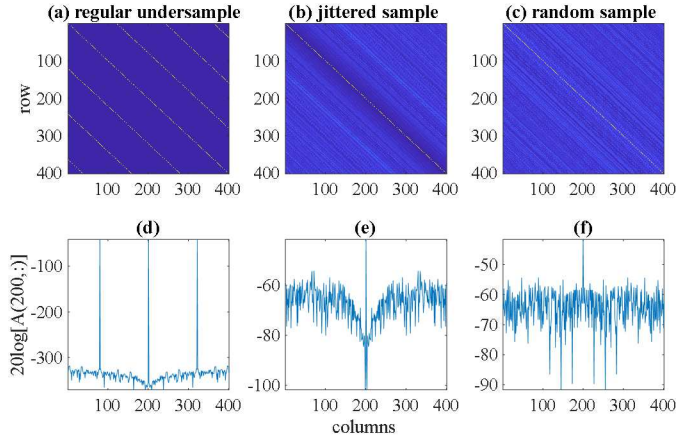 (a) regular undersample (b) jittered sample (c) random sample
row
100 100 100
200 200 200
300 300 300
400 400 400
100 200 300 400 100 200 300 400 100 200 300 400
(d) (e) (f)
20log[A(200,:)]
-100 -60 -50
-200 -80 -60
-300 -100 -70
-80
-90
100 200 300 400 100 200 300 400 100 200 300 400
columns